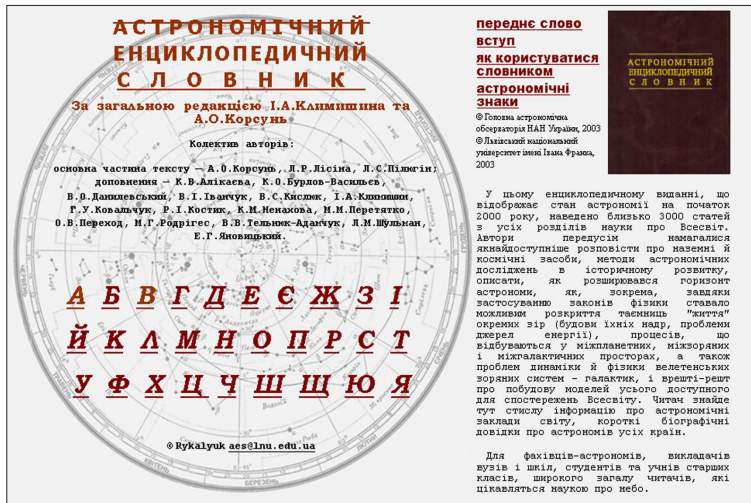 АСТРОНОМІЧНИЙ
ЕНЦИКЛОПЕДИЧНИЙ
СЛОВНИК
За загальною редакцією І.А.Климишина та
А.О.Корсунь
Колектив авторів:
основна частина тексту — А.О.Корсунь, Л.Р.Лісіна, Л.С.Пілюгін;
доповнення — К.В.Алікаєва, К.О.Бурлов-Васильєв,
В.О.Данилевський, В.І.Іванчук, В.С.Кислюк, І.А.Климишин,
Г.У.Ковальчук, Р.І.Костик, К.М.Ненахова, М.М.Перетятко,
О.В.Переход, М.Г.Родрігес, В.В.Тельнюк-Аданчук, Л.М.Шульман,
Е.Г.Яновицький.
А Б В Г Д Е Є Ж З І
Й К Л М Н О П Р С Т
У Ф Х Ц Ч Ш Щ Ю Я
© Rykalyuk aes@lnu.edu.ua
переднє слово
вступ
як користуватися
словником
астрономічні
знаки
© Головна астрономічна
обсерваторія НАН України, 2003
© Львівський національний
університет імені Івана Франка,
2003
АСТРОНОМІЧНИЙ
ЕНЦИКЛОПЕДИЧНИЙ
СЛОВНИК
У цьому енциклопедичному виданні, що
відображає стан астрономії на початок
2000 року, наведено близько 3000 статей
з усіх розділів науки про Всесвіт.
Автори передусім намагалися
якнайдоступніше розповісти про наземні й
космічні засоби, методи астрономічних
досліджень в історичному розвитку,
описати, як розширювався горизонт
астрономи, як, зокрема, завдяки
застосуванню законів фізики ставало
можливим розкриття таємниць "життя"
окремих зір (будови їхніх надр, проблеми
джерел енергії), процесів, що
відбуваються у міжпланетних, міжзоряних
і міжгалактичних просторах, а також
проблем динаміки й фізики велетенських
зоряних систем - галактик, і врешті-решт
про побудову моделей усього доступного
для спостережень Всесвіту. Читач знайде
тут стислу інформацію про астрономічні
заклади світу, короткі біографічні
довідки про астрономів усіх країн.
Для фахівців-астрономів, викладачів
вузів і шкіл, студентів та учнів старших
класів, широкого загалу читачів, які
цікавляться наукою про небо.
БЕРЕЗЕНЬ
КВІТЕНЬ
ЛЮТИЙ